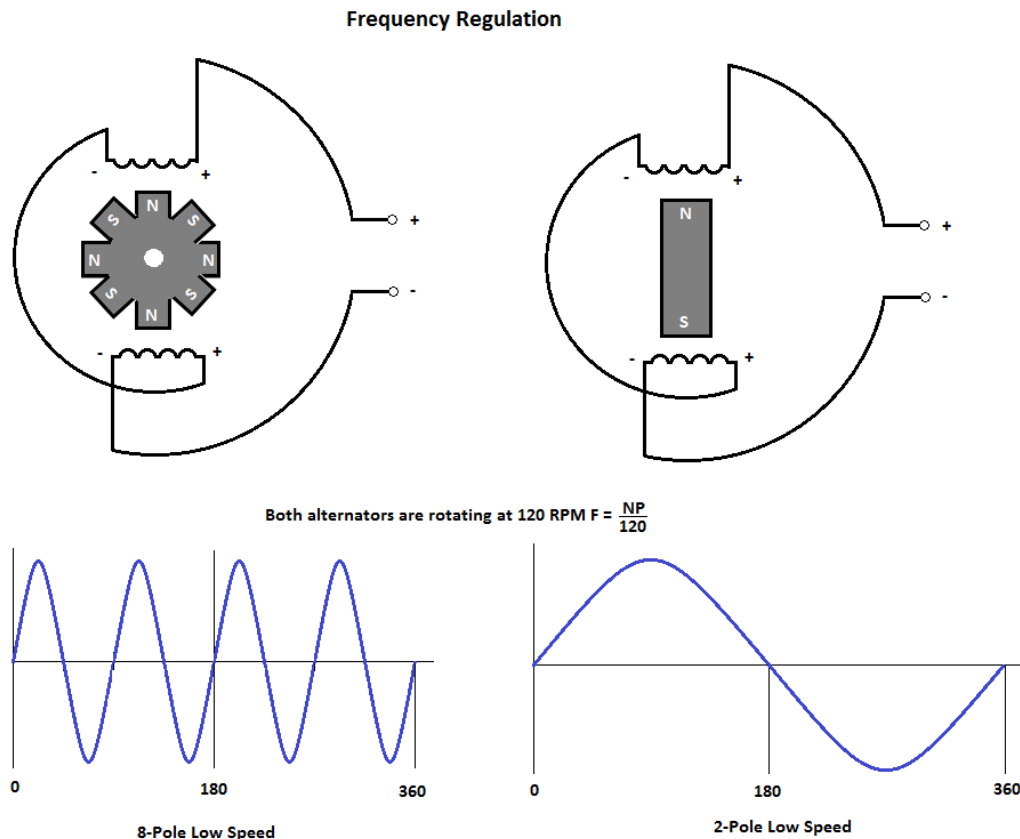 Frequency Regulation
- +
N
S S
N N
S S
N
- +
+
-
- +
N
S
- +
+
-
Both alternators are rotating at 120 RPM F = NP
120
0 180 360
8-Pole Low Speed
0 180 360
2-Pole Low Speed